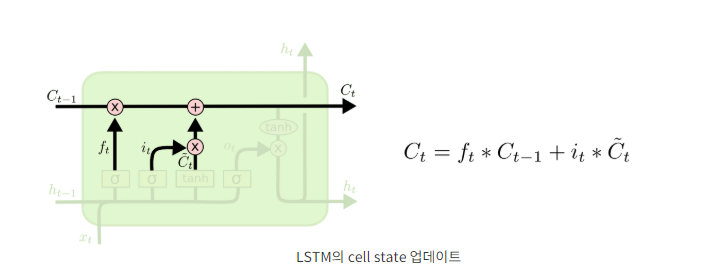 h_t
C_{t-1}
C_t
x
+
tanh
f_t
i_t
x
o_t
x
C̃_t
h_{t-1}
σ
σ
tanh
σ
h_t
x_t
C_t = f_t * C_{t-1} + i_t * C̃_t
LSTM의 cell state 업데이트